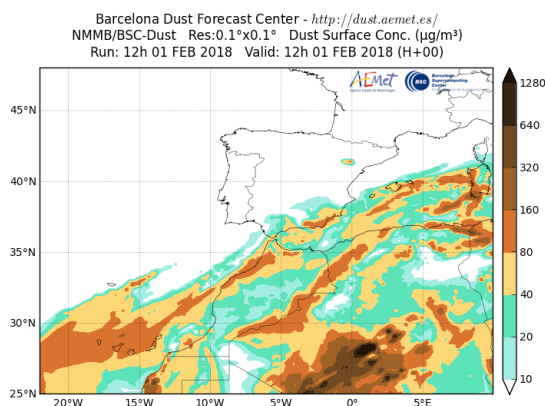 Barcelona Dust Forecast Center - http://dust.aemet.es/
NMMB/BSC-Dust Res:0.1°x0.1° Dust Surface Conc. (µg/m³)
Run: 12h 01 FEB 2018 Valid: 12h 01 FEB 2018 (H+00)
AEMet
BSC
Barcelona
Supercomputing
Center
45°N
40°N
35°N
30°N
25°N
20°W
15°W
10°W
5°W
0°
5°E
1280
640
320
160
80
40
20
10